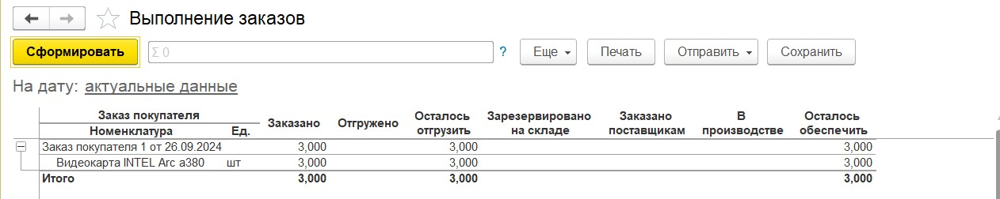 Выполнение заказов
Сформировать Σ 0 ? Еще Печать Отправить Сохранить
На дату: актуальные данные
Заказ покупателя Заказано Отгружено Осталось отгрузить Зарезервировано на складе Заказано поставщикам В производстве Осталось обеспечить
Номенклатура Ед.
Заказ покупателя 1 от 26.09.2024 3,000 3,000 3,000
Видеокарта INTEL Arc a380 шт 3,000 3,000 3,000
Итого 3,000 3,000 3,000